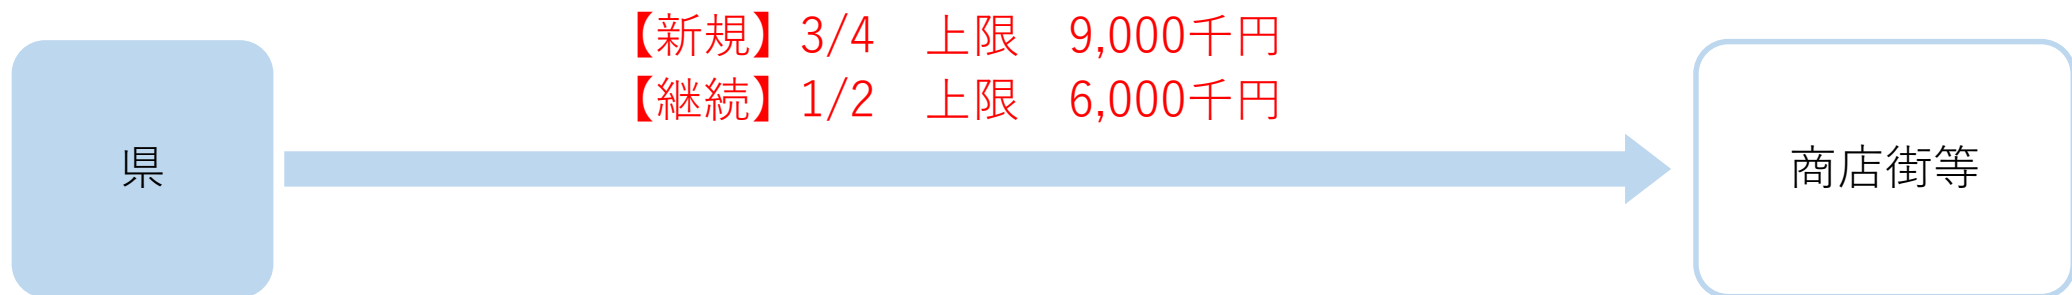 【新規】3/4　上限　9,000千円
【継続】1/2　上限　6,000千円
県
商店街等